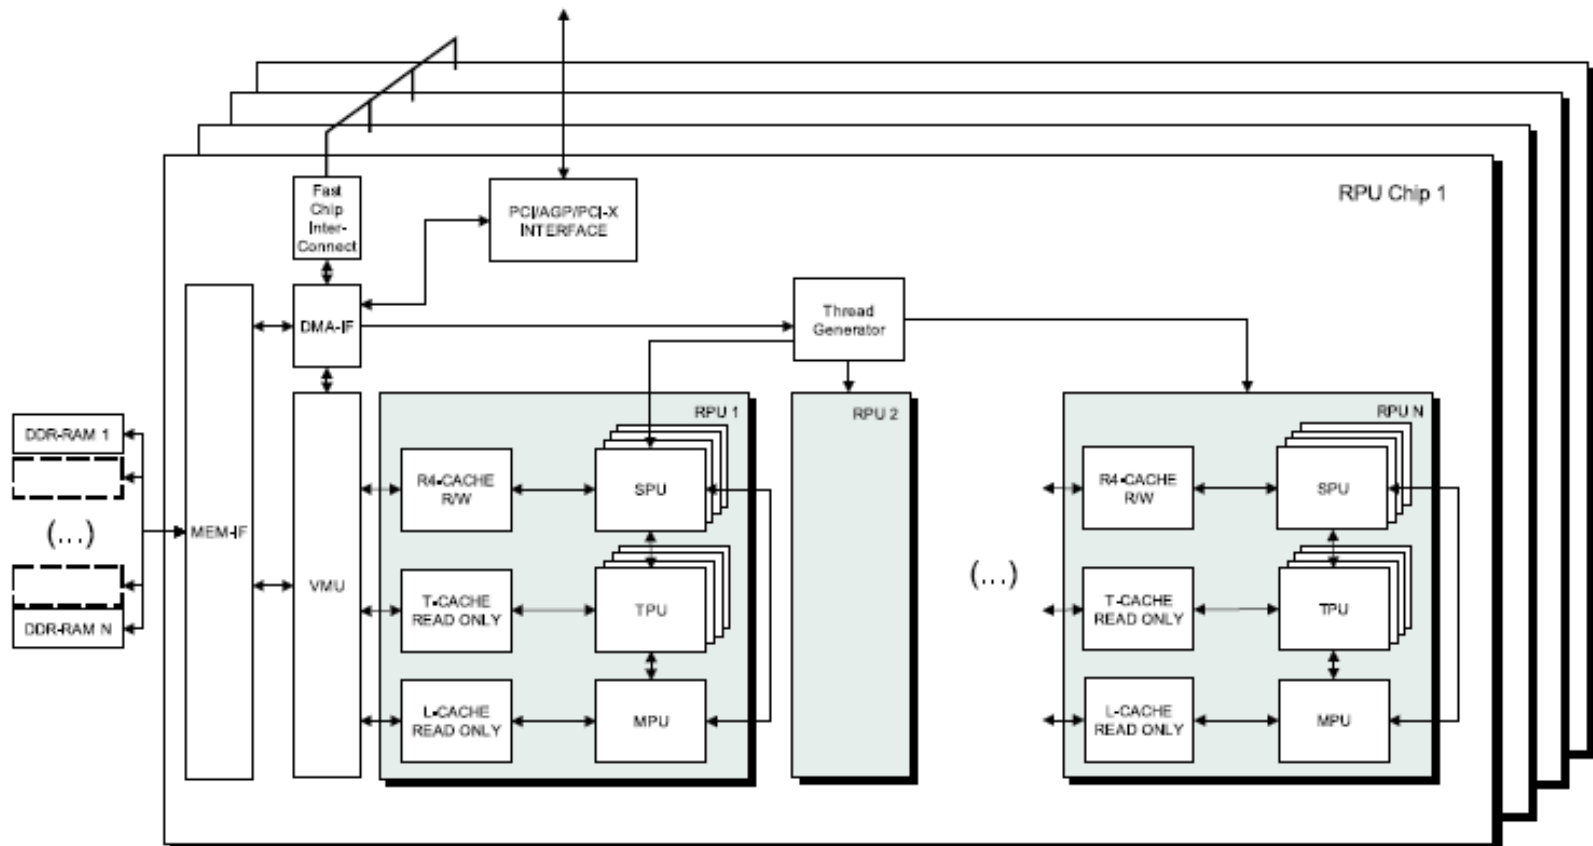 RPU Chip 1
Fast
Chip
Inter-
Connect
PCI/AGP/PCI-X
INTERFACE
DMA-IF
Thread
Generator
MEM-IF
VMU
DDR-RAM 1
(...)
DDR-RAM N
RPU 1
R4-CACHE
R/W
SPU
T-CACHE
READ ONLY
TPU
L-CACHE
READ ONLY
MPU
RPU 2
(...)
RPU N
R4-CACHE
R/W
SPU
T-CACHE
READ ONLY
TPU
L-CACHE
READ ONLY
MPU